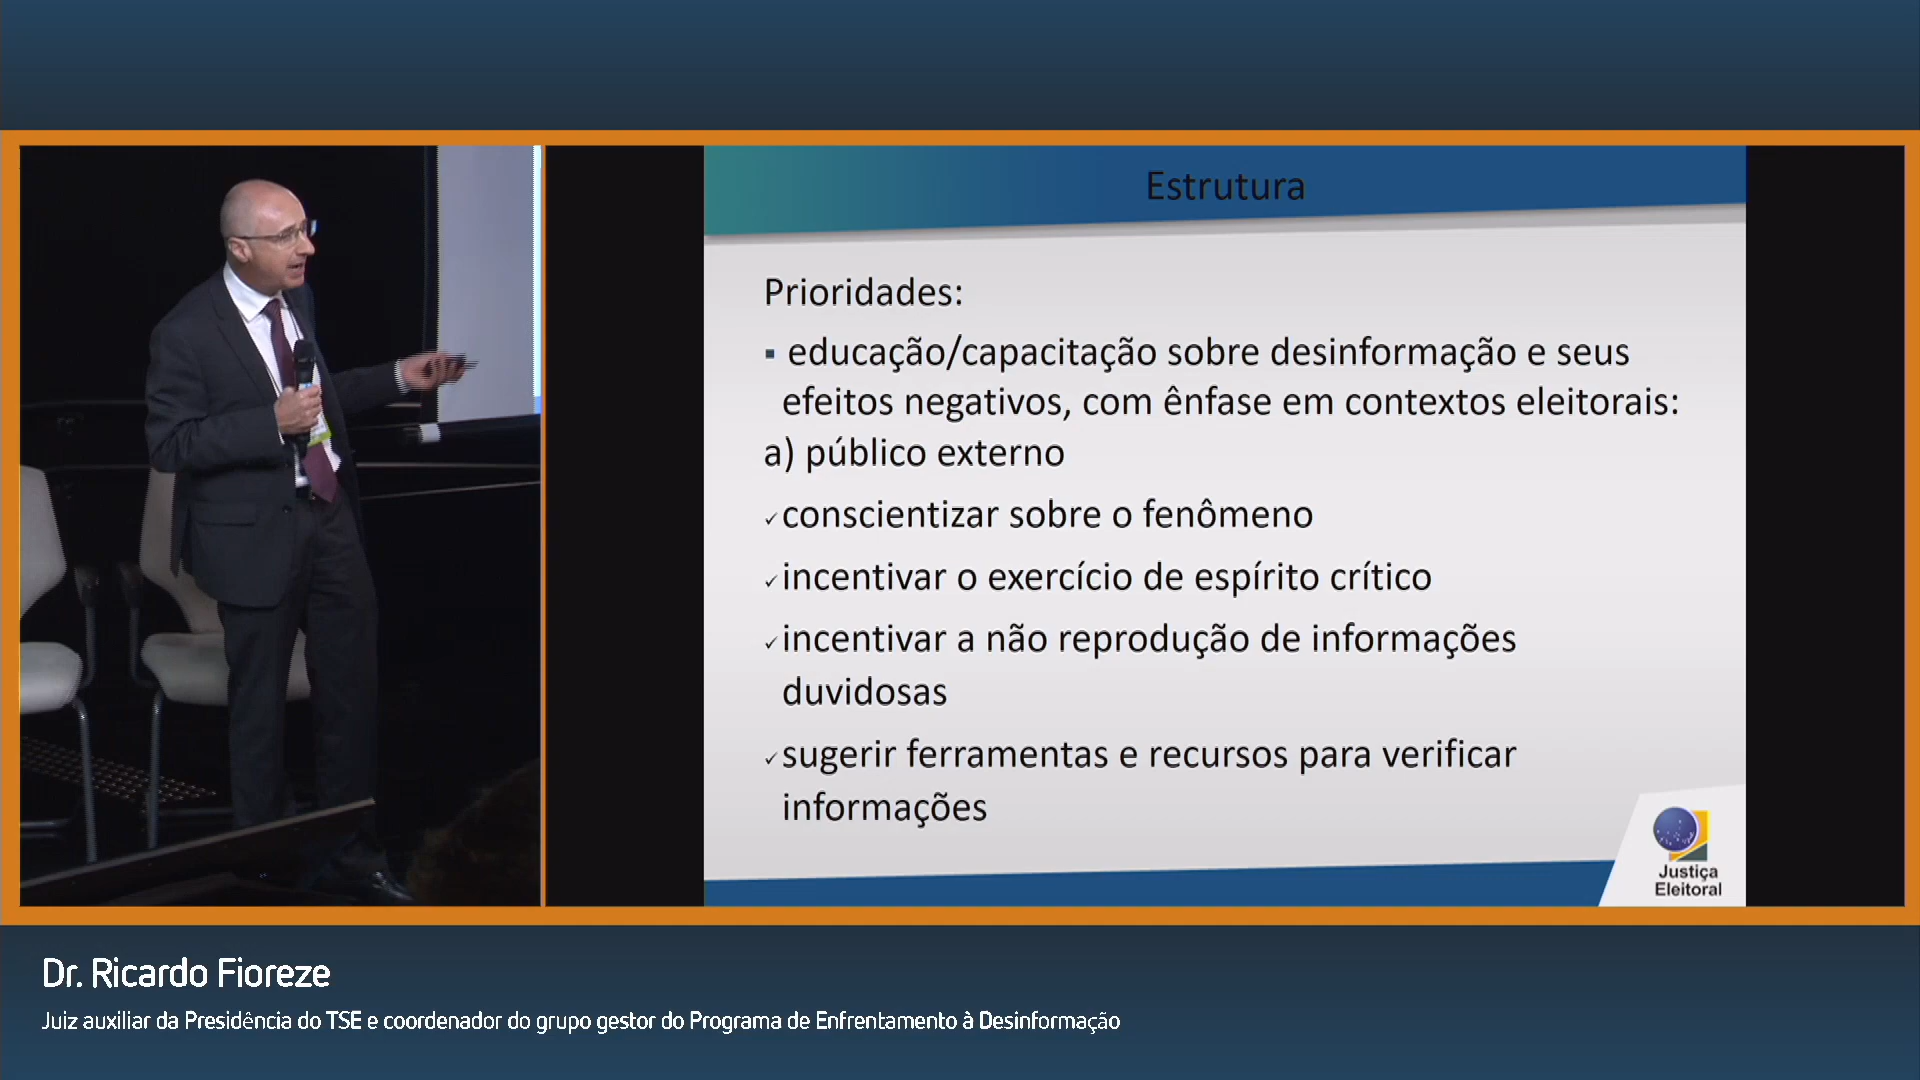 Estrutura
Prioridades:
▪ educação/capacitação sobre desinformação e seus
efeitos negativos, com ênfase em contextos eleitorais:
a) público externo
✓conscientizar sobre o fenômeno
✓incentivar o exercício de espírito crítico
✓incentivar a não reprodução de informações
duvidosas
✓sugerir ferramentas e recursos para verificar
informações
Justiça
Eleitoral
Dr. Ricardo Fioreze
Juiz auxiliar da Presidência do TSE e coordenador do grupo gestor do Programa de Enfrentamento à Desinformação